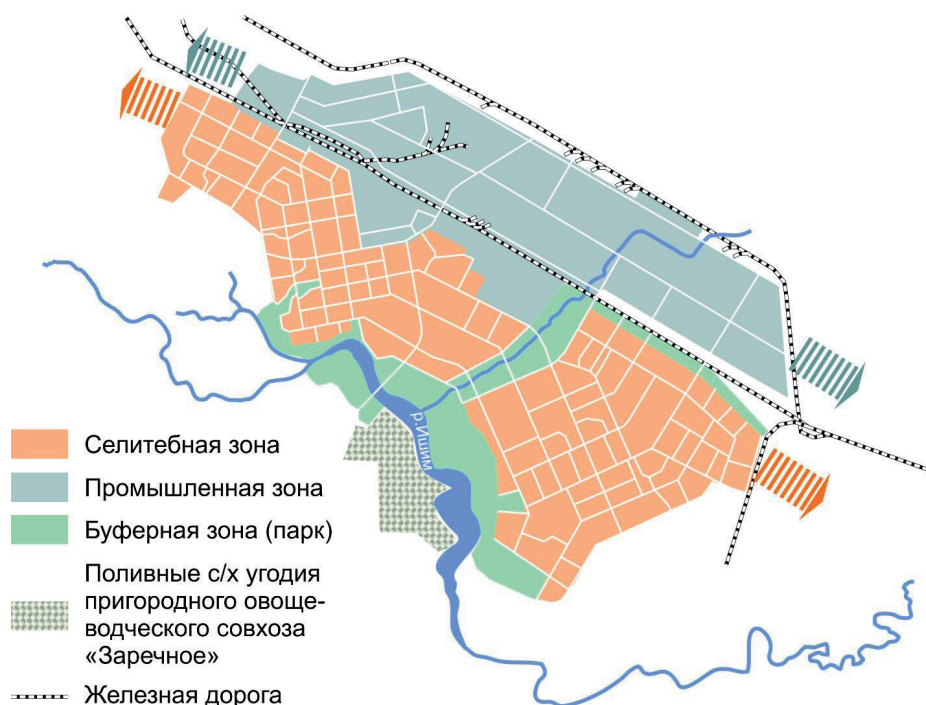 р.Ишим
Селитебная зона
Промышленная зона
Буферная зона (парк)
Поливные с/х угодия
пригородного овоще-
водческого совхоза
«Заречное»
Железная дорога